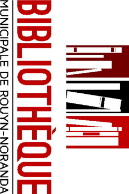 BIBLIOTHÈQUE
MUNICIPALE DE ROUYN-NORANDA